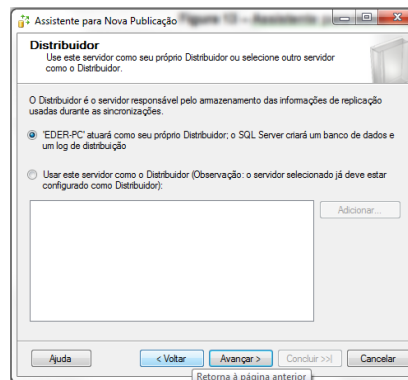 Assistente para Nova Publicação
Figura 13 – Assistente
Distribuidor
Use este servidor como seu próprio Distribuidor ou selecione outro servidor
como o Distribuidor.
O Distribuidor é o servidor responsável pelo armazenamento das informações de replicação
usadas durante as sincronizações.
'EDER-PC' atuará como seu próprio Distribuidor; o SQL Server criará um banco de dados e
um log de distribuição
Usar este servidor como o Distribuidor (Observação: o servidor selecionado já deve estar
configurado como Distribuidor):
Adicionar...
Ajuda
< Voltar
Avançar >
Concluir >>|
Cancelar
Retorna à página anterior